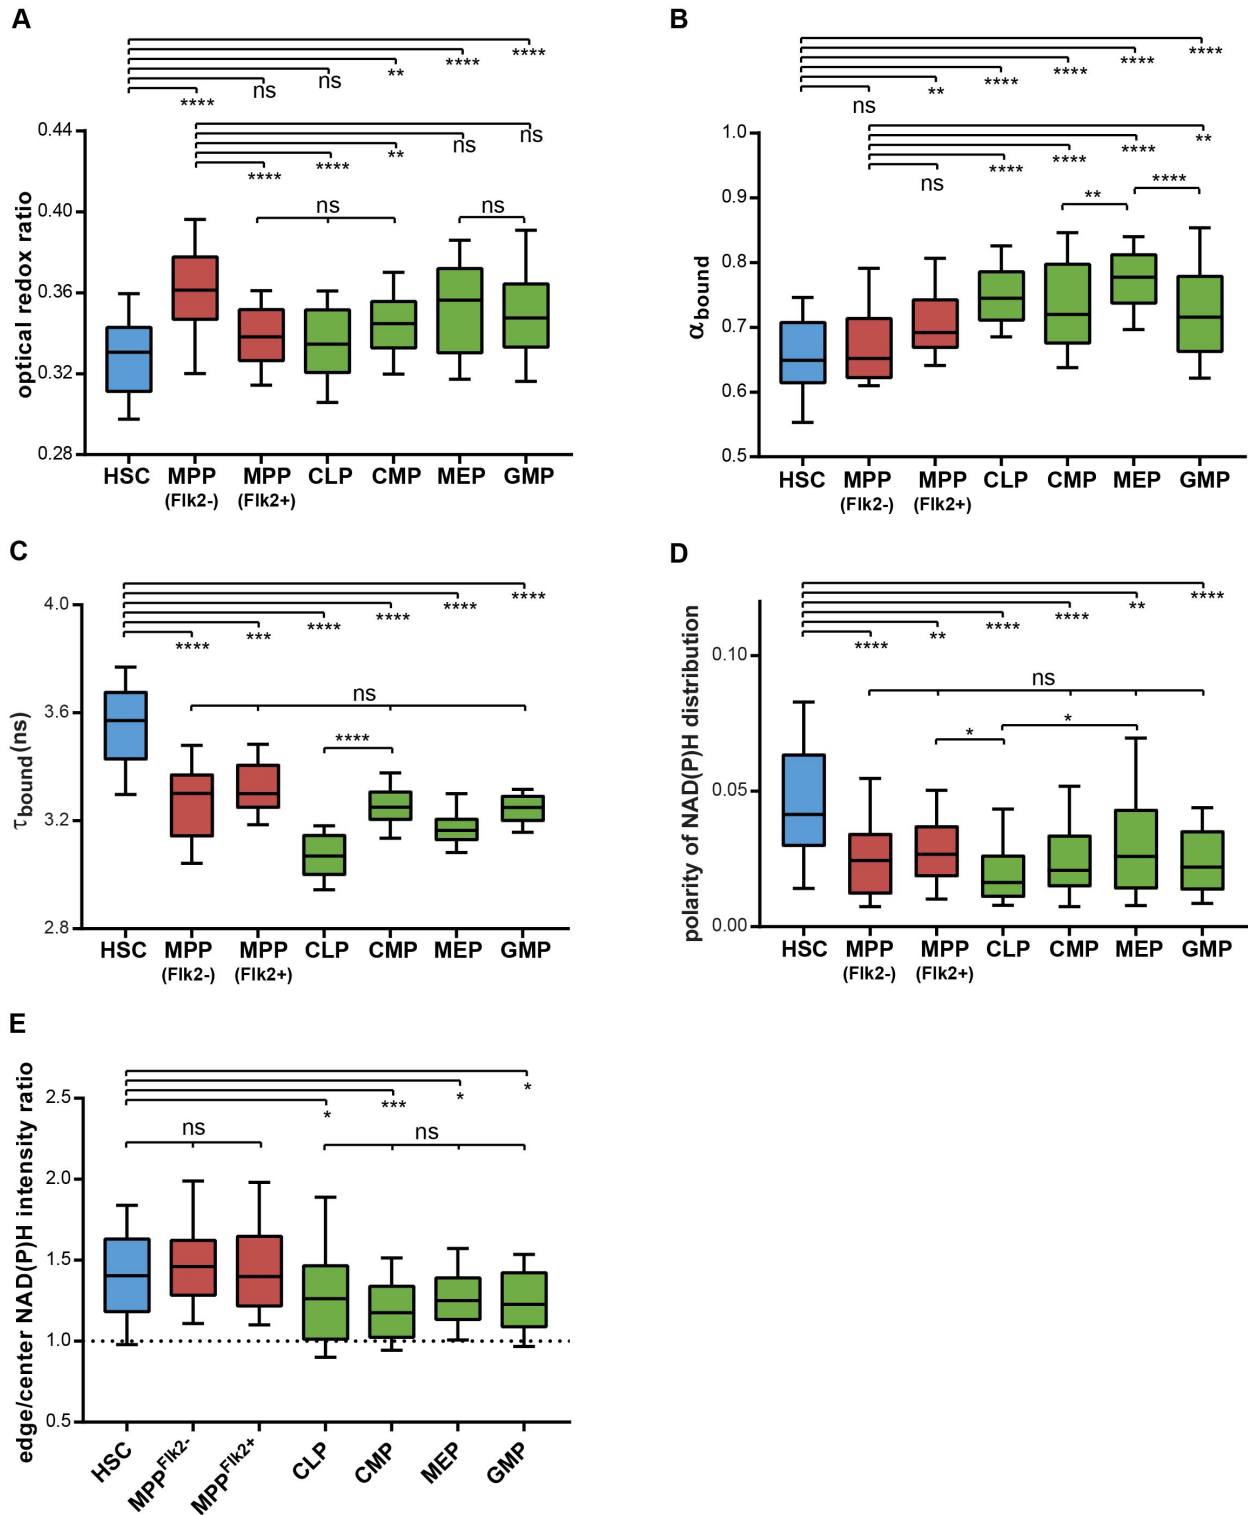 A
****
****
**
ns
ns
****
ns
ns
**
****
****
ns
ns
optical redox ratio
0.44
0.40
0.36
0.32
0.28
HSC
MPP
(Flk2-)
MPP
(Flk2+)
CLP
CMP
MEP
GMP
B
****
****
****
****
**
ns
**
****
****
****
ns
****
**
αbound
1.0
0.9
0.8
0.7
0.6
0.5
HSC
MPP
(Flk2-)
MPP
(Flk2+)
CLP
CMP
MEP
GMP
C
****
****
****
****
***
****
ns
****
τbound(ns)
4.0
3.6
3.2
2.8
HSC
MPP
(Flk2-)
MPP
(Flk2+)
CLP
CMP
MEP
GMP
D
****
**
****
****
**
****
ns
*
*
polarity of NAD(P)H distribution
0.10
0.05
0.00
HSC
MPP
(Flk2-)
MPP
(Flk2+)
CLP
CMP
MEP
GMP
E
*
*
***
*
ns
ns
edge/center NAD(P)H intensity ratio
2.5
2.0
1.5
1.0
0.5
HSC
MPPFlk2-
MPPFlk2+
CLP
CMP
MEP
GMP